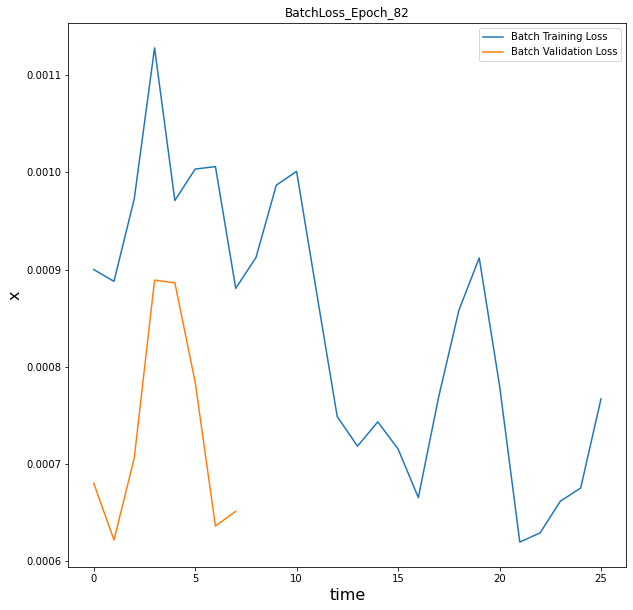 BatchLoss_Epoch_82
Batch Training Loss
Batch Validation Loss
0.0011
0.0010
0.0009
0.0008
0.0007
0.0006
x
0
5
10
15
20
25
time